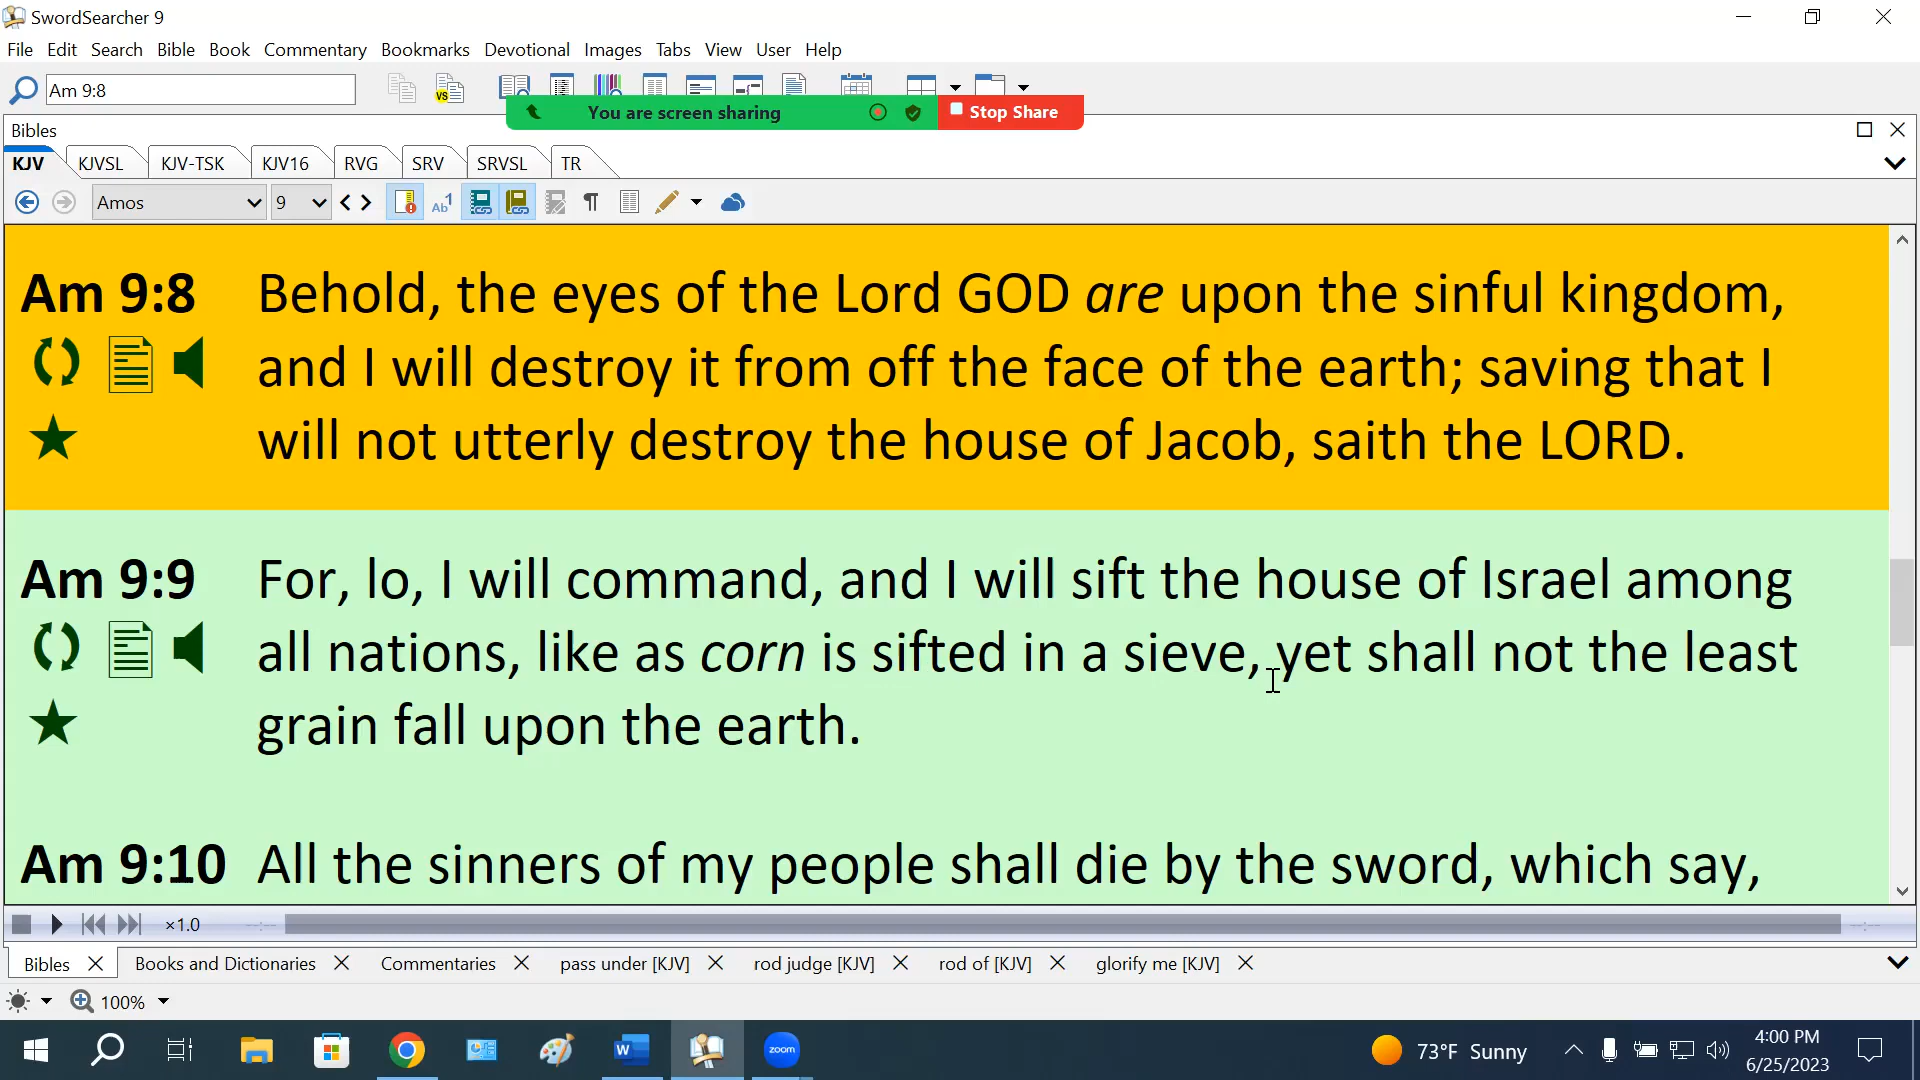 SwordSearcher 9
File Edit Search Bible Book Commentary Bookmarks Devotional Images Tabs View User Help
Am 9:8
VS
You are screen sharing Stop Share
Bibles
KJV KJVSL KJV-TSK KJV16 RVG SRV SRVSL TR
Amos 9 Ab1
Am 9:8 Behold, the eyes of the Lord GOD are upon the sinful kingdom,
and I will destroy it from off the face of the earth; saving that I
will not utterly destroy the house of Jacob, saith the LORD.
Am 9:9 For, lo, I will command, and I will sift the house of Israel among
all nations, like as corn is sifted in a sieve, yet shall not the least
grain fall upon the earth.
Am 9:10 All the sinners of my people shall die by the sword, which say,
×1.0 --:-- --:--
Bibles Books and Dictionaries Commentaries pass under [KJV] rod judge [KJV] rod of [KJV] glorify me [KJV]
100%
W zoom 73°F Sunny 4:00 PM
6/25/2023